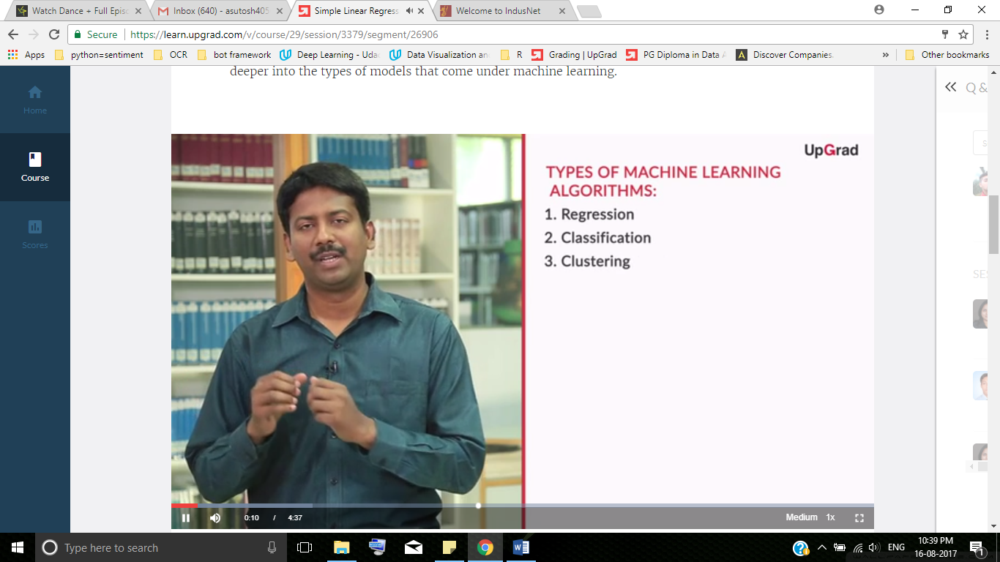 Watch Dance + Full Epis
Inbox (640) - asutosh405
Simple Linear Regress
Welcome to IndusNet
Secure
https://learn.upgrad.com/v/course/29/session/3379/segment/26906
Apps
python=sentiment
OCR
bot framework
Deep Learning - Uda
Data Visualization an
R
Grading | UpGrad
PG Diploma in Data A
Discover Companies.
»
Other bookmarks
deeper into the types of models that come under machine learning.
Home
Course
Scores
Q &
UpGrad
TYPES OF MACHINE LEARNING
ALGORITHMS:
1. Regression
2. Classification
3. Clustering
SES
0:10 / 4:37
Medium 1x
Type here to search
ENG
10:39 PM
16-08-2017
1